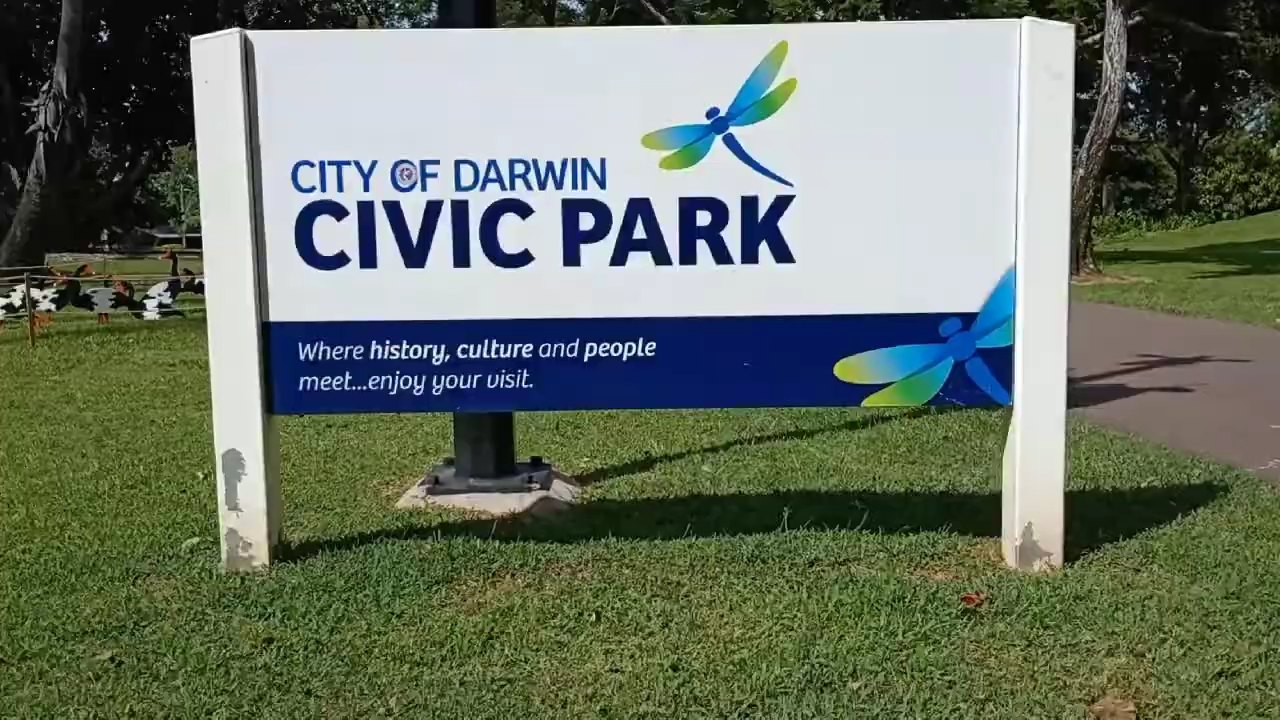 CITY OF DARWIN
CIVIC PARK
Where history, culture and people
meet...enjoy your visit.